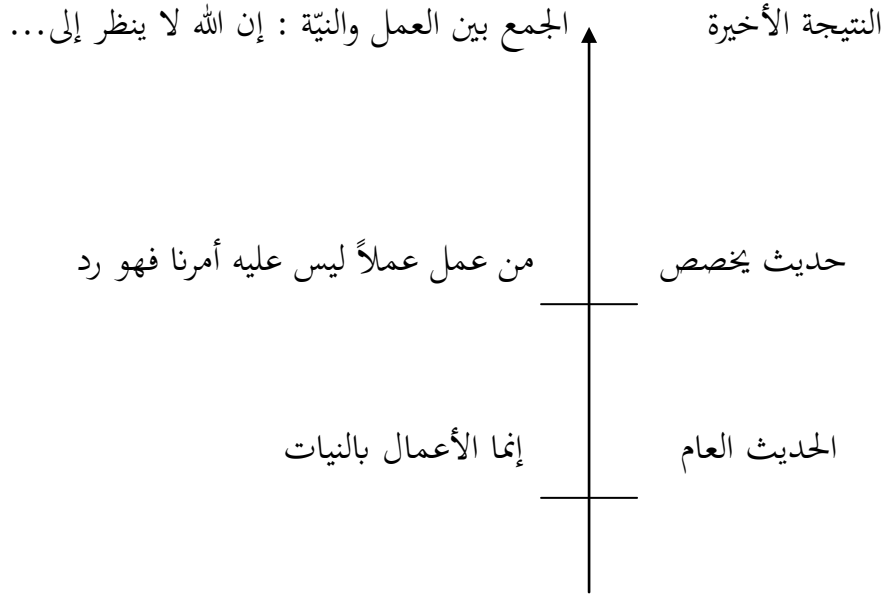 النتيجة الأخيرة الجمع بين العمل والنيّة : إن الله لا ينظر إلى...
حديث يخصص من عمل عملاً ليس عليه أمرنا فهو رد
الحديث العام إنما الأعمال بالنيات